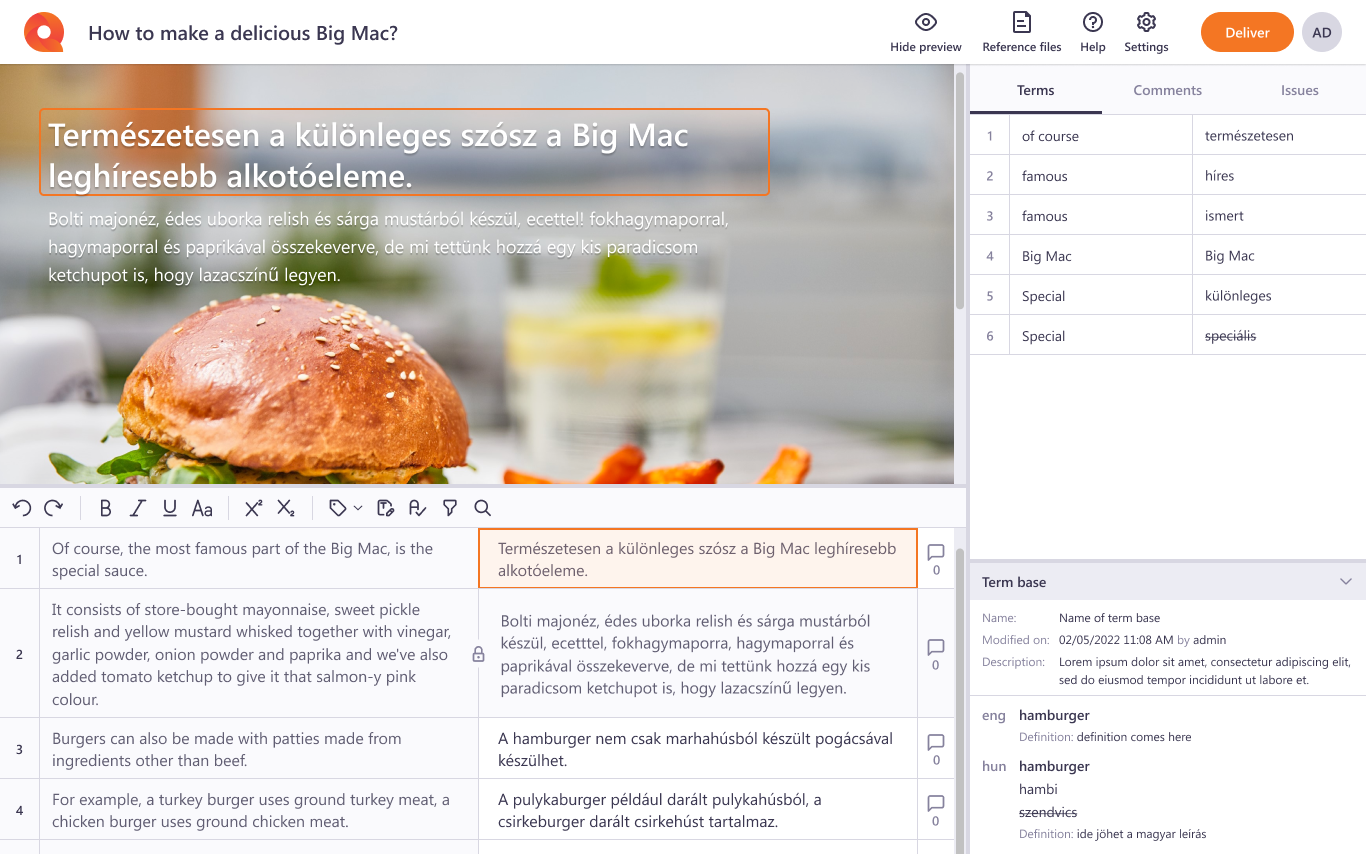 How to make a delicious Big Mac?
Hide preview
Reference files
Help
Settings
Deliver
AD
Természetesen a különleges szósz a Big Mac
leghíresebb alkotóeleme.
Bolti majonéz, édes uborka relish és sárga mustárból készül, ecettel! fokhagymaporral,
hagymaporral és paprikával összekeverve, de mi tettünk hozzá egy kis paradicsom
ketchupot is, hogy lazacszínű legyen.
Terms
Comments
Issues
1 of course természetesen
2 famous híres
3 famous ismert
4 Big Mac Big Mac
5 Special különleges
6 Special speciális
B I U Aa X² X₂
1
Of course, the most famous part of the Big Mac, is the
special sauce.
Természetesen a különleges szósz a Big Mac leghíresebb
alkotóeleme.
0
2
It consists of store-bought mayonnaise, sweet pickle
relish and yellow mustard whisked together with vinegar,
garlic powder, onion powder and paprika and we've also
added tomato ketchup to give it that salmon-y pink
colour.
Bolti majonéz, édes uborka relish és sárga mustárból
készül, ecetttel, fokhagymaporra, hagymaporral és
paprikával összekeverve, de mi tettünk hozzá egy kis
paradicsom ketchupot is, hogy lazacszínű legyen.
0
3
Burgers can also be made with patties made from
ingredients other than beef.
A hamburger nem csak marhahúsból készült pogácsával
készülhet.
0
4
For example, a turkey burger uses ground turkey meat, a
chicken burger uses ground chicken meat.
A pulykaburger például darált pulykahúsból, a
csirkeburger darált csirkehúst tartalmaz.
0
Term base
Name: Name of term base
Modified on: 02/05/2022 11:08 AM by admin
Description: Lorem ipsum dolor sit amet, consectetur adipiscing elit,
sed do eiusmod tempor incididunt ut labore et.
eng hamburger
Definition: definition comes here
hun hamburger
hambi
szendvics
Definition: ide jöhet a magyar leírás